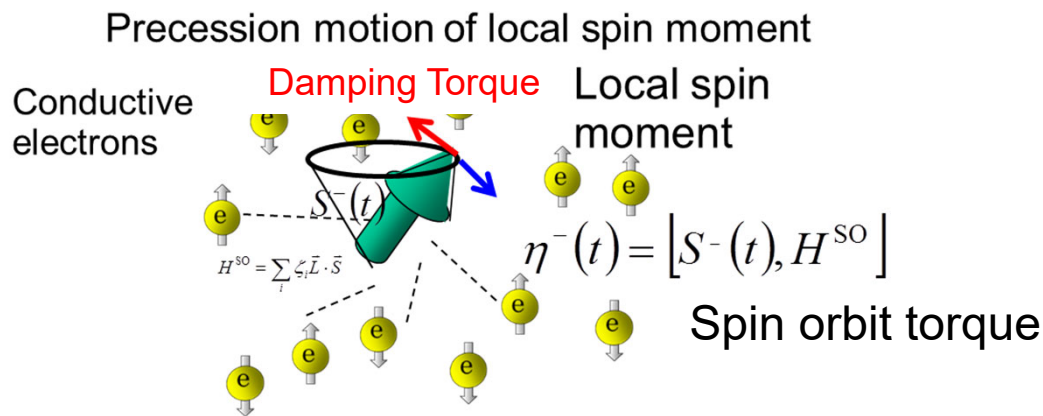 Precession motion of local spin moment
Damping Torque
Local spin
moment
Conductive
electrons
e e
e e e
S⁻(t)
η⁻(t) = ⌊S⁻(t), H^SO⌋
H^SO = ∑_i ζ_i L⃗ · S⃗
Spin orbit torque
e e
e e
e e